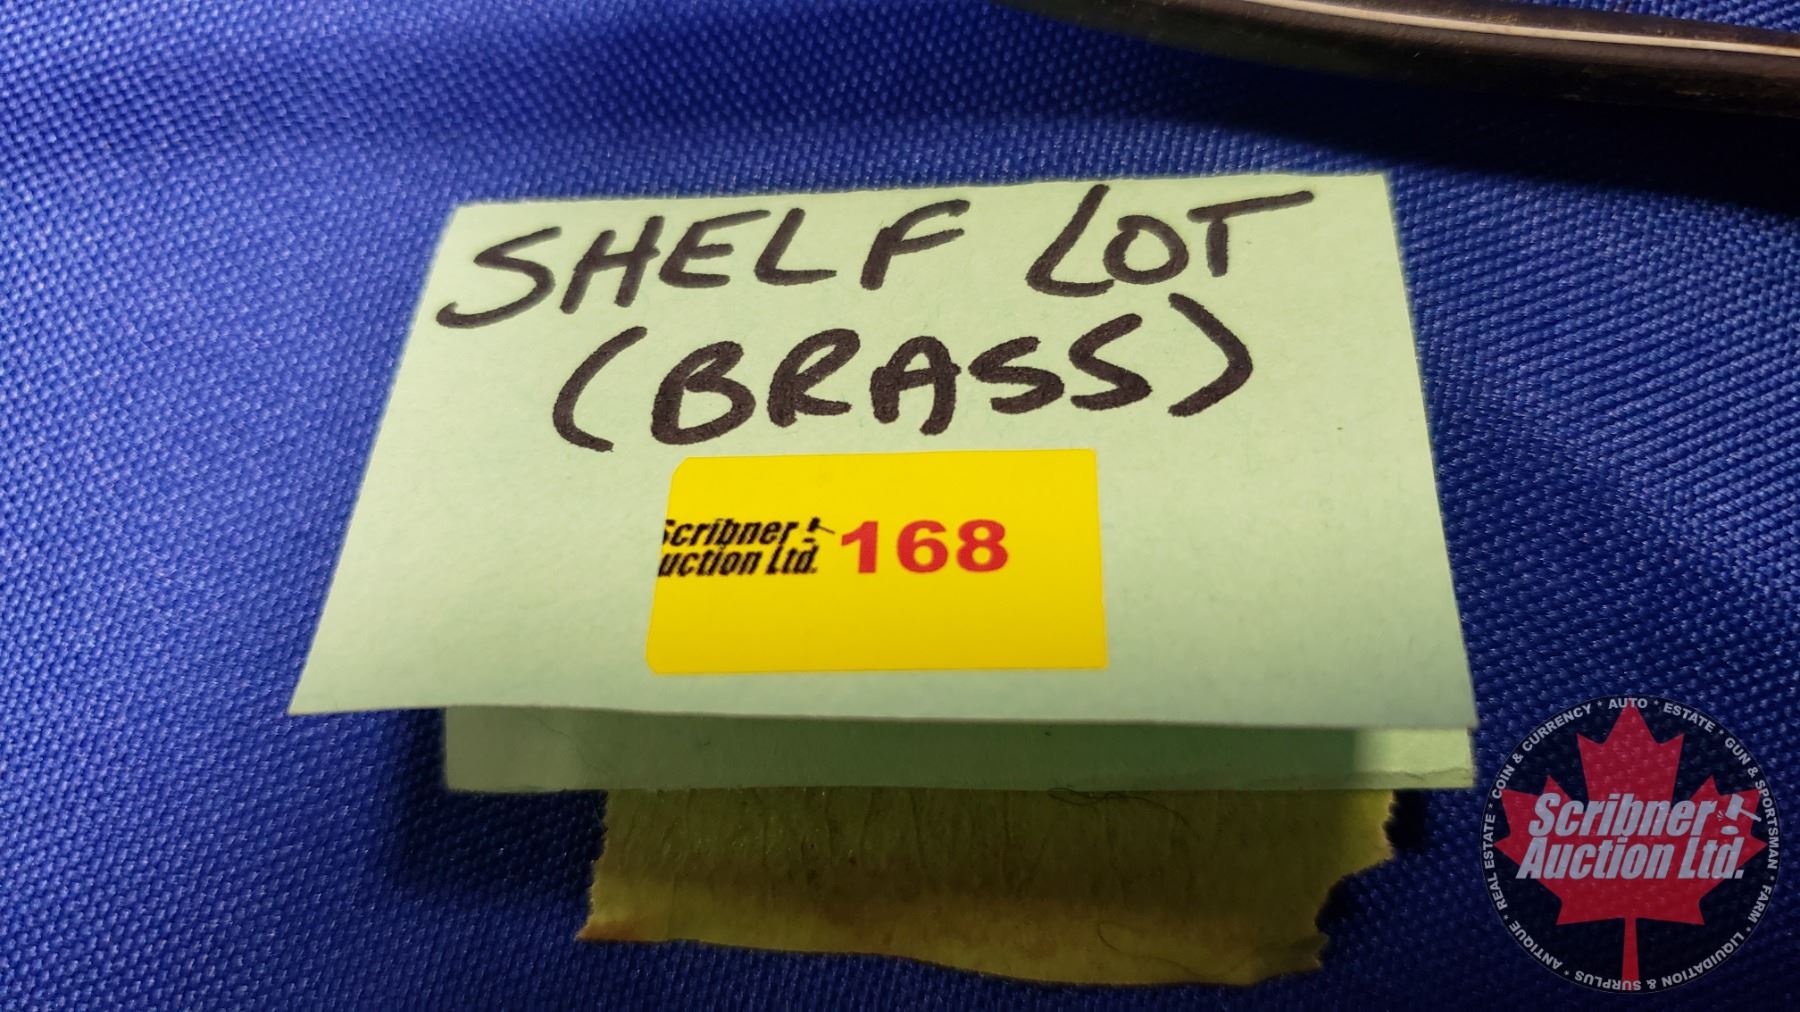 SHELF LOT
(BRASS)
Scribner
uction Ltd.
168
Scribner
Auction Ltd.
ANTIQUE * REAL ESTATE * COIN & CURRENCY * AUTO * ESTATE * GUN & SPORTSMAN * FARM * LIQUIDATION & SURPLUS *